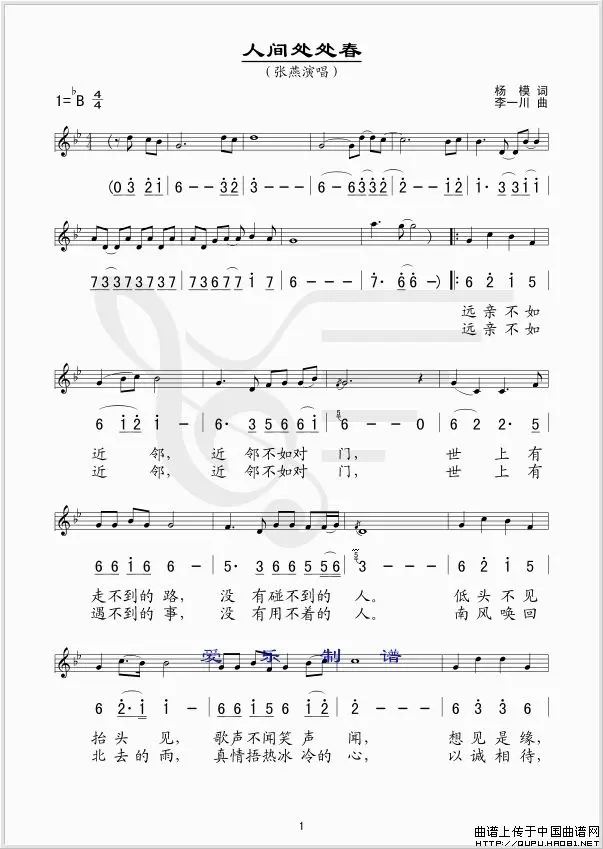 人间处处春
(张燕演唱)
1=♭B 4/4
杨 模 词
李一川 曲
(0 3 2 1 | 6 - - 3 2 | 3 - - - | 6 - 6 3 3 2 | 2 - - 1 2 | 1· 3 3 1 1 |
7 3 3 7 3 7 3 7 | 7 3 6 7 7 1 7 | 6 - - - | 7· 6 6 -) |: 6 2 1 5
远亲不如
远亲不如
6 1 2 1 - | 6· 3 5 6 6 1 | 6 - - 0 | 6 2 2· 5
近 邻, 近 邻不如对 门, 世 上 有
近 邻, 近 邻不如对 门, 世 上 有
6 6 1 6 6 - | 5· 3 6 6 5 5 6 | 3 - - - | 6 2 1 5
走不到的 路, 没 有碰不到的 人。 低头不见
遇不到的 事, 没 有用不着的 人。 南风唤回
爱 乐 制 谱
6 2· 1 1 - | 6 6 1 5 6 1 2 | 2 - - - | 6 3 3 6
抬头 见, 歌声不闻笑声 闻, 想见是缘,
北去的 雨, 真情捂热冰冷的 心, 以诚相待,
1
曲谱上传于中国曲谱网
HTTP://QUPU.HAO81.NET